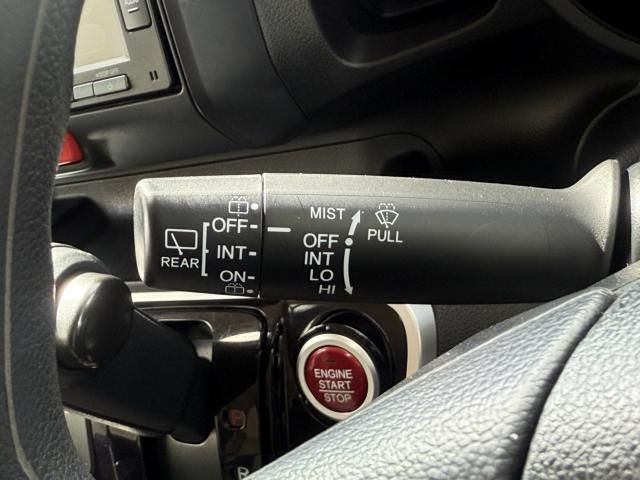 MIST
OFF
PULL
OFF
INT
INT
REAR
LO
ON
HI
ENGINE
START
STOP
P
R